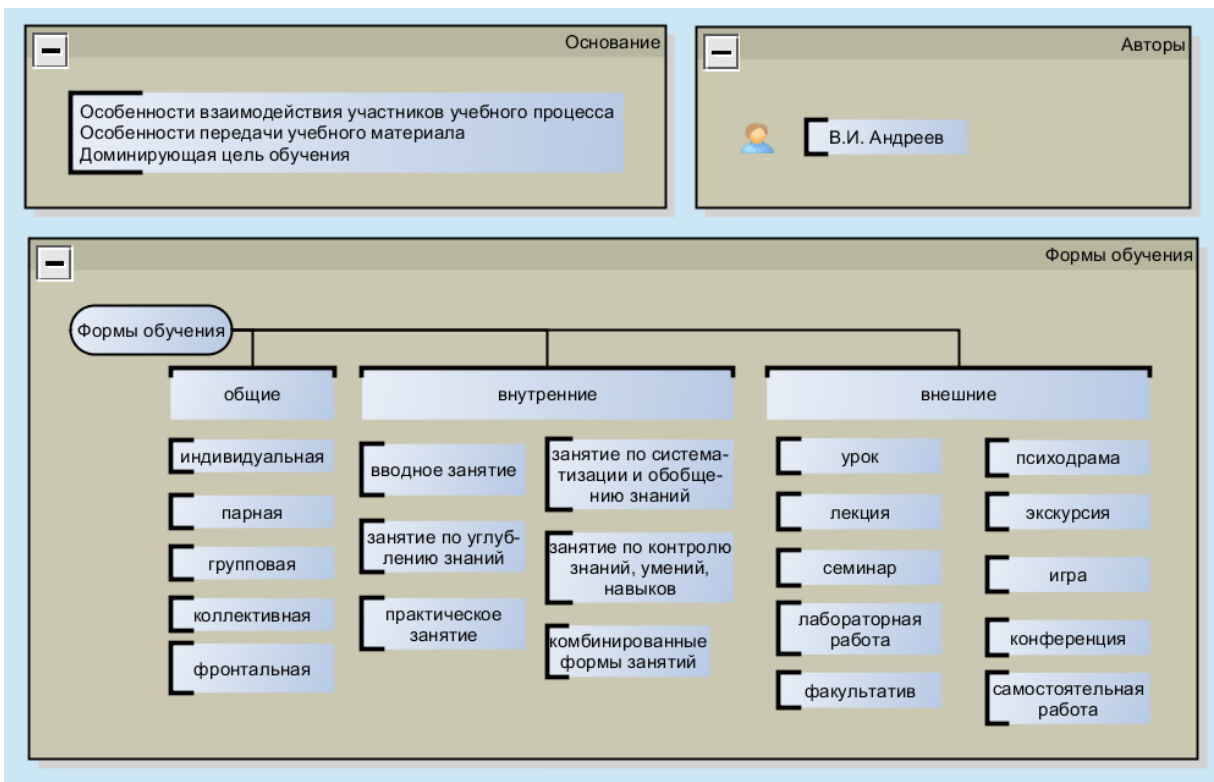 Основание
Особенности взаимодействия участников учебного процесса
Особенности передачи учебного материала
Доминирующая цель обучения
Авторы
В.И. Андреев
Формы обучения
Формы обучения
общие
индивидуальная
парная
групповая
коллективная
фронтальная
внутренние
вводное занятие
занятие по углуб-
лению знаний
практическое
занятие
занятие по система-
тизации и обобще-
нию знаний
занятие по контролю
знаний, умений,
навыков
комбинированные
формы занятий
внешние
урок
лекция
семинар
лабораторная
работа
факультатив
психодрама
экскурсия
игра
конференция
самостоятельная
работа